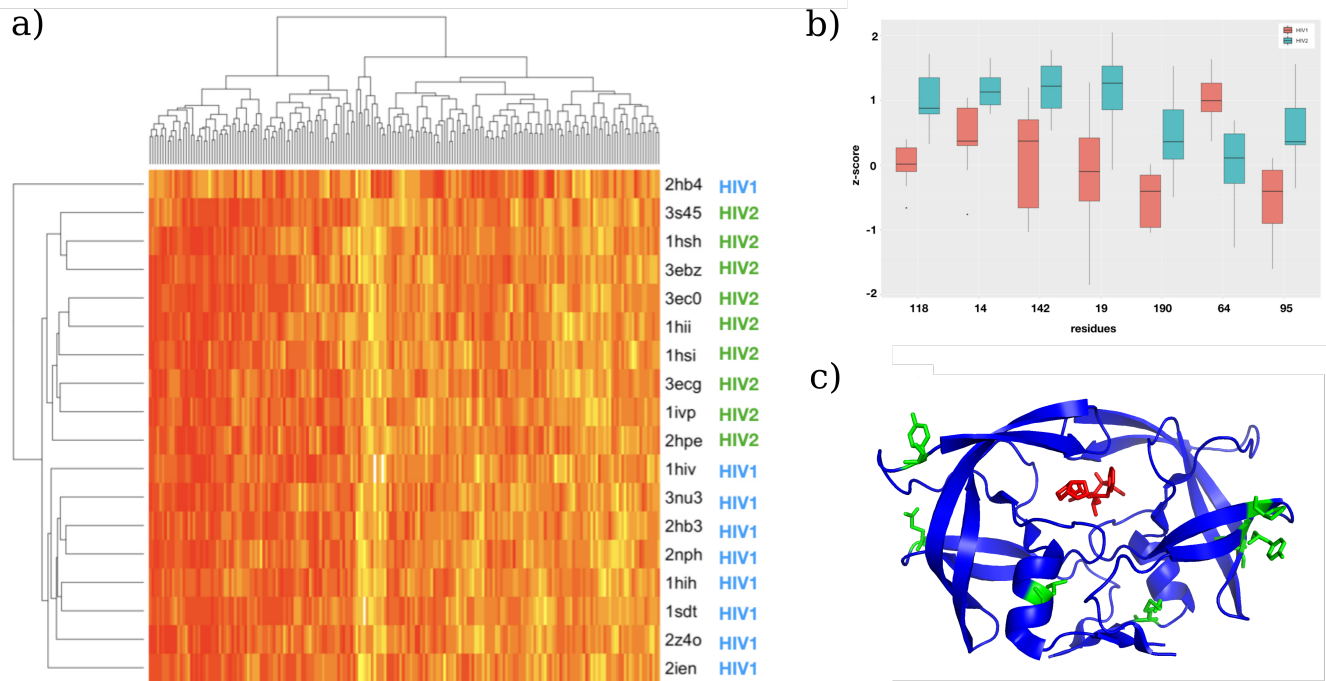 a)
2hb4 HIV1
3s45 HIV2
1hsh HIV2
3ebz HIV2
3ec0 HIV2
1hii HIV2
1hsi HIV2
3ecg HIV2
1ivp HIV2
2hpe HIV2
1hiv HIV1
3nu3 HIV1
2hb3 HIV1
2nph HIV1
1hih HIV1
1sdt HIV1
2z4o HIV1
2ien HIV1
b)
HIV1
HIV2
2
1
0
-1
-2
z-score
118 14 142 19 190 64 95
residues
c)